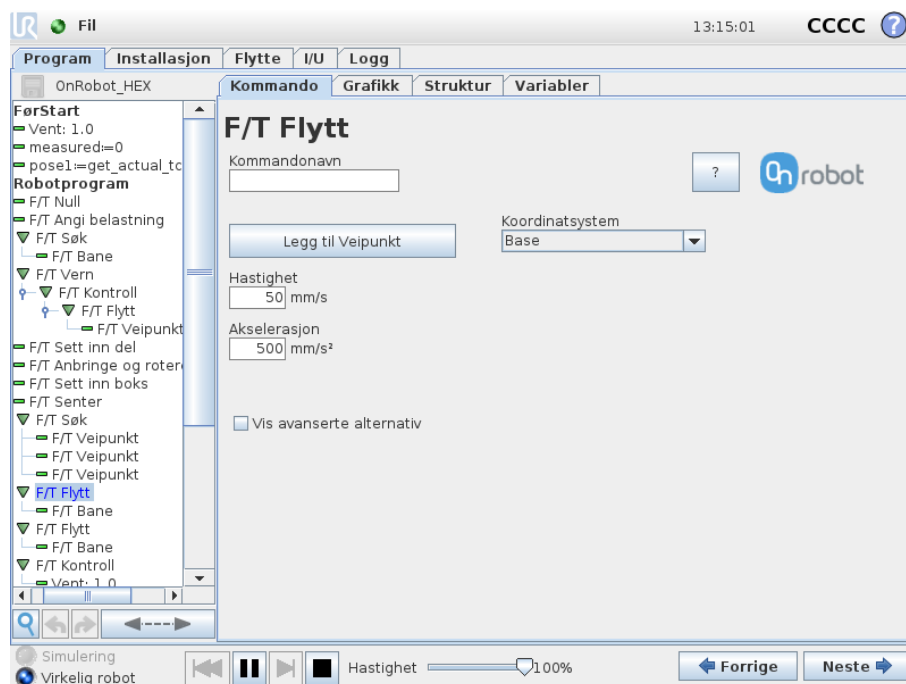 UR Fil 13:15:01 CCCC ?
Program Installasjon Flytte I/U Logg
OnRobot_HEX
Kommando Grafikk Struktur Variabler
FørStart
Vent: 1.0
measured:=0
pose1:=get_actual_tc
Robotprogram
F/T Null
F/T Angi belastning
F/T Søk
F/T Bane
F/T Vern
F/T Kontroll
F/T Flytt
F/T Veipunkt
F/T Sett inn del
F/T Anbringe og rotere
F/T Sett inn boks
F/T Senter
F/T Søk
F/T Veipunkt
F/T Veipunkt
F/T Veipunkt
F/T Flytt
F/T Bane
F/T Flytt
F/T Bane
F/T Kontroll
Vent: 1.0
F/T Flytt
Kommandonavn
?
On robot
Legg til Veipunkt
Koordinatsystem
Base
Hastighet
50 mm/s
Akselerasjon
500 mm/s²
Vis avanserte alternativ
Simulering
Virkelig robot
Hastighet 100%
Forrige Neste